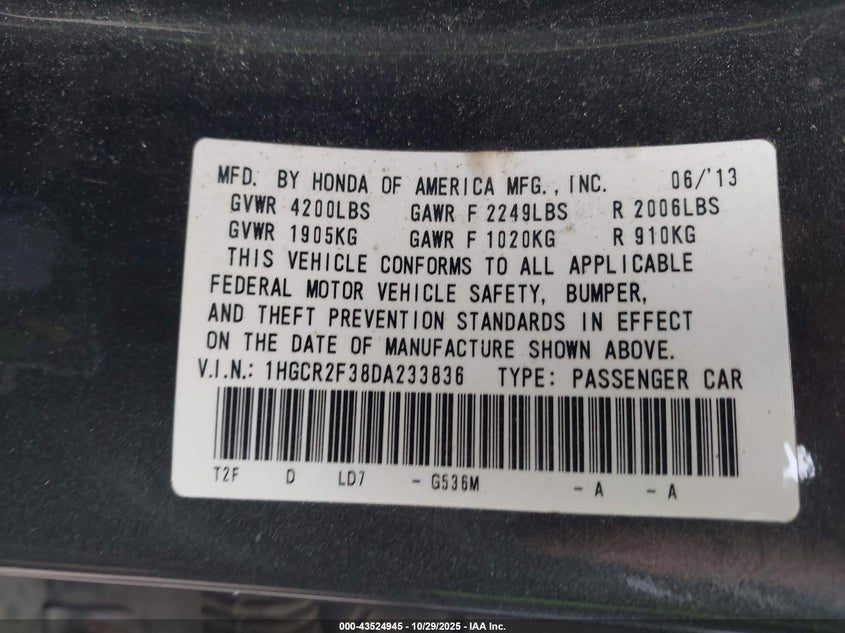 MFD. BY HONDA OF AMERICA MFG., INC. 06/'13
GVWR 4200LBS GAWR F 2249LBS R 2006LBS
GVWR 1905KG GAWR F 1020KG R 910KG
THIS VEHICLE CONFORMS TO ALL APPLICABLE
FEDERAL MOTOR VEHICLE SAFETY, BUMPER,
AND THEFT PREVENTION STANDARDS IN EFFECT
ON THE DATE OF MANUFACTURE SHOWN ABOVE.
V.I.N.: 1HGCR2F38DA233836 TYPE: PASSENGER CAR
T2F D LD7 - G536M - A - A
000-43524945 - 10/29/2025 - IAA Inc.